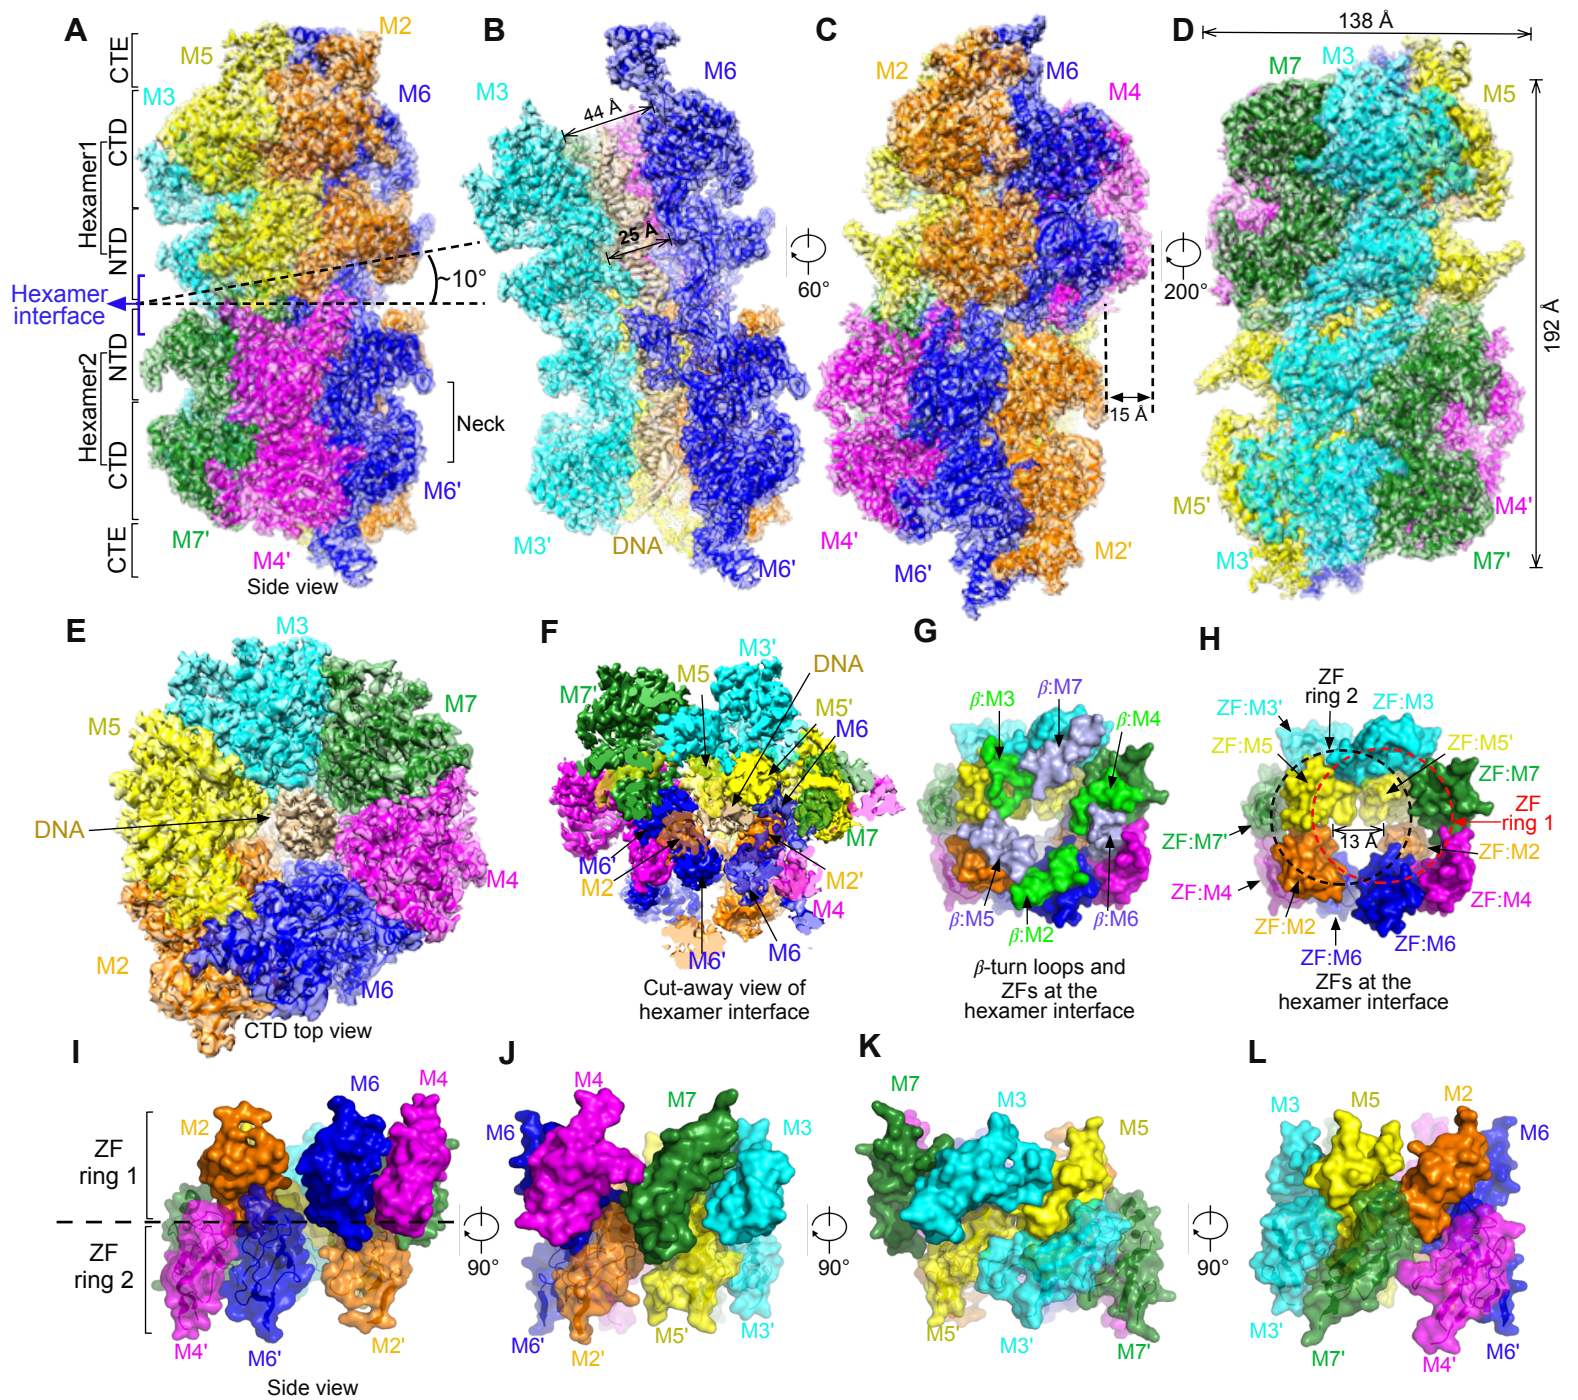 A
M2
M5
M3
M6
CTE
CTD
Hexamer1
NTD
Hexamer
interface
~10°
NTD
Hexamer2
CTD
CTE
Neck
M6'
M7'
M4'
Side view
B
M6
M3
44 Å
25 Å
60°
M3'
DNA
M6'
C
M2
M6
M4
15 Å
200°
M4'
M6'
M2'
D
138 Å
M7
M3
M5
192 Å
M5'
M4'
M3'
M7'
E
M3
M5
M7
DNA
M4
M2
M6
CTD top view
F
M3'
DNA
M7'
M5
M5'
M6
M6'
M7
M2
M2'
M4
M6'
M6
Cut-away view of
hexamer interface
G
β:M3
β:M7
β:M4
β:M5
β:M6
β:M2
β-turn loops and
ZFs at the
hexamer interface
H
ZF
ring 2
ZF:M3'
ZF:M3
ZF:M5
ZF:M5'
ZF:M7
ZF
ring 1
13 Å
ZF:M7'
ZF:M2
ZF:M4
ZF:M4
ZF:M2
ZF:M6
ZF:M6
ZFs at the
hexamer interface
I
M6
M4
M2
ZF
ring 1
ZF
ring 2
90°
M4'
M6'
M2'
Side view
J
M4
M7
M6
M3
90°
M6'
M2'
M5'
M3'
K
M7
M3
M5
90°
M5'
M3'
M7'
L
M3
M5
M2
M6
M3'
M7'
M4'
M6'